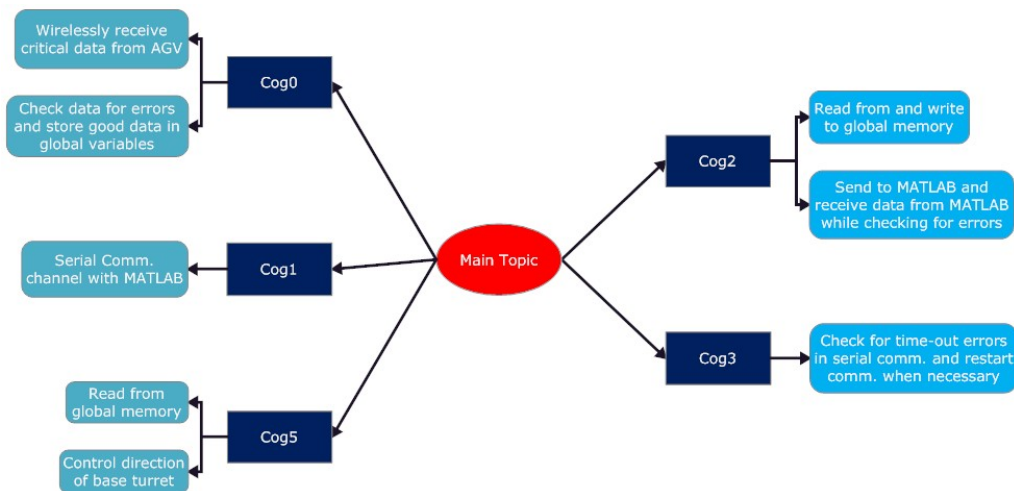 Wirelessly receive
critical data from AGV
Cog0
Check data for errors
and store good data in
global variables
Serial Comm.
channel with MATLAB
Cog1
Read from
global memory
Cog5
Control direction
of base turret
Main Topic
Read from and write
to global memory
Cog2
Send to MATLAB and
receive data from MATLAB
while checking for errors
Cog3
Check for time-out errors
in serial comm. and restart
comm. when necessary